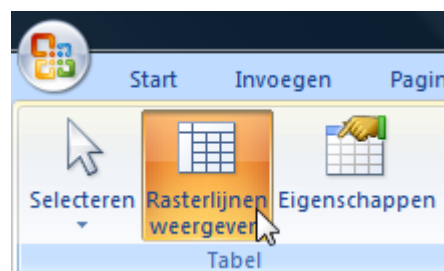 Start Invoegen Pagin
Selecteren Rasterlijnen Eigenschappen
weergeven
Tabel